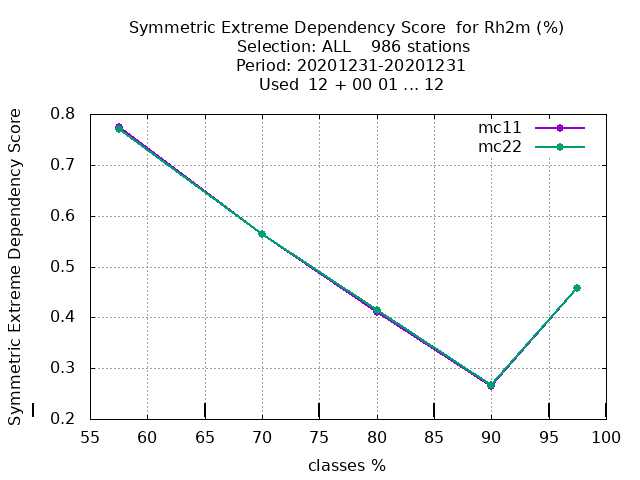 Symmetric Extreme Dependency Score  for Rh2m (%)
Selection: ALL    986 stations
Period: 20201231-20201231
Used  12 + 00 01 ... 12
Symmetric Extreme Dependency Score
0.8
0.7
0.6
0.5
0.4
0.3
0.2
mc11
mc22
55 60 65 70 75 80 85 90 95 100
classes %